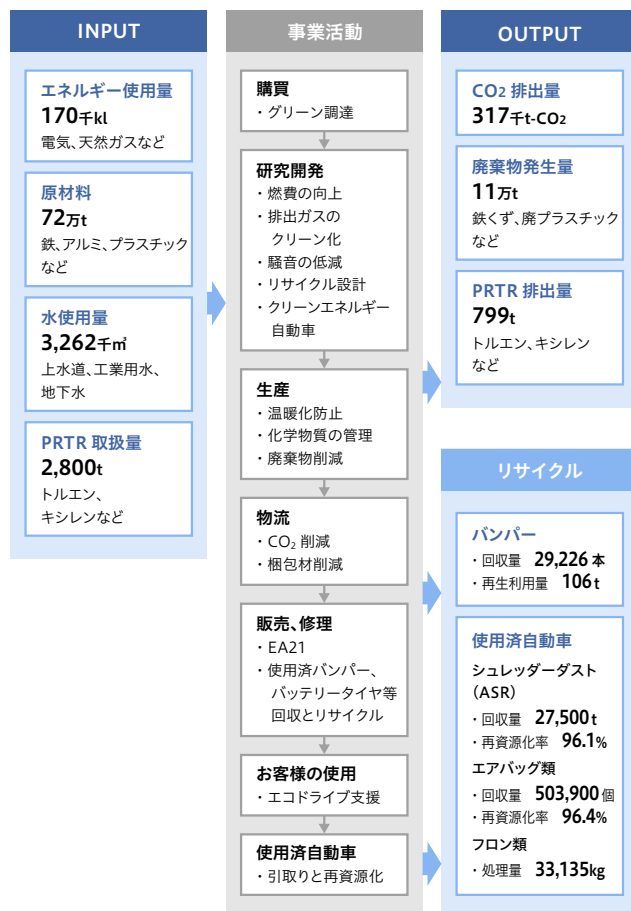 INPUT
エネルギー使用量
170千kl
電気、天然ガスなど
原材料
72万t
鉄、アルミ、プラスチック
など
水使用量
3,262千㎥
上水道、工業用水、
地下水
PRTR 取扱量
2,800t
トルエン、
キシレンなど
事業活動
購買
・グリーン調達
研究開発
・燃費の向上
・排出ガスの
クリーン化
・騒音の低減
・リサイクル設計
・クリーンエネルギー
自動車
生産
・温暖化防止
・化学物質の管理
・廃棄物削減
物流
・CO₂ 削減
・梱包材削減
販売、修理
・EA21
・使用済バンパー、
バッテリータイヤ等
回収とリサイクル
お客様の使用
・エコドライブ支援
使用済自動車
・引取りと再資源化
OUTPUT
CO2 排出量
317千t-CO2
廃棄物発生量
11万t
鉄くず、廃プラスチック
など
PRTR 排出量
799t
トルエン、キシレン
など
リサイクル
バンパー
・回収量 29,226 本
・再生利用量 106 t
使用済自動車
シュレッダーダスト
（ASR）
・回収量 27,500 t
・再資源化率 96.1%
エアバッグ類
・回収量 503,900 個
・再資源化率 96.4%
フロン類
・処理量 33,135kg